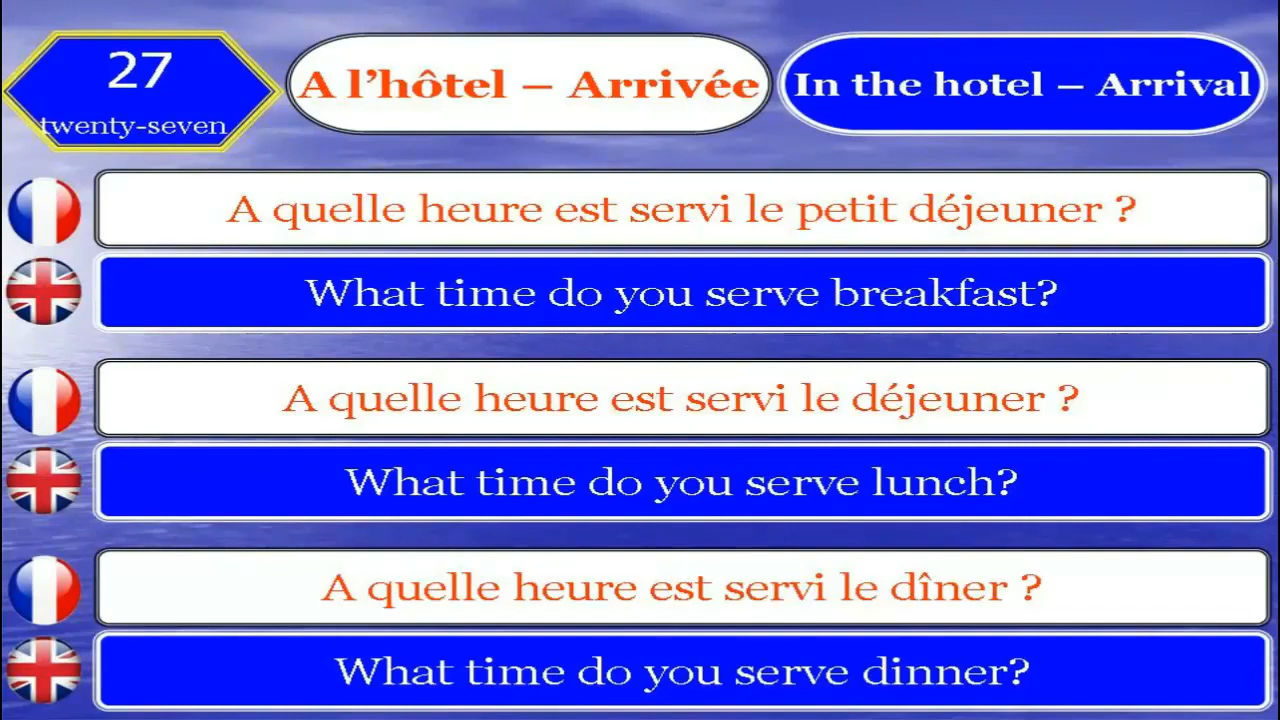 27
twenty-seven
A l’hôtel – Arrivée
In the hotel – Arrival
A quelle heure est servi le petit déjeuner ?
What time do you serve breakfast?
A quelle heure est servi le déjeuner ?
What time do you serve lunch?
A quelle heure est servi le dîner ?
What time do you serve dinner?